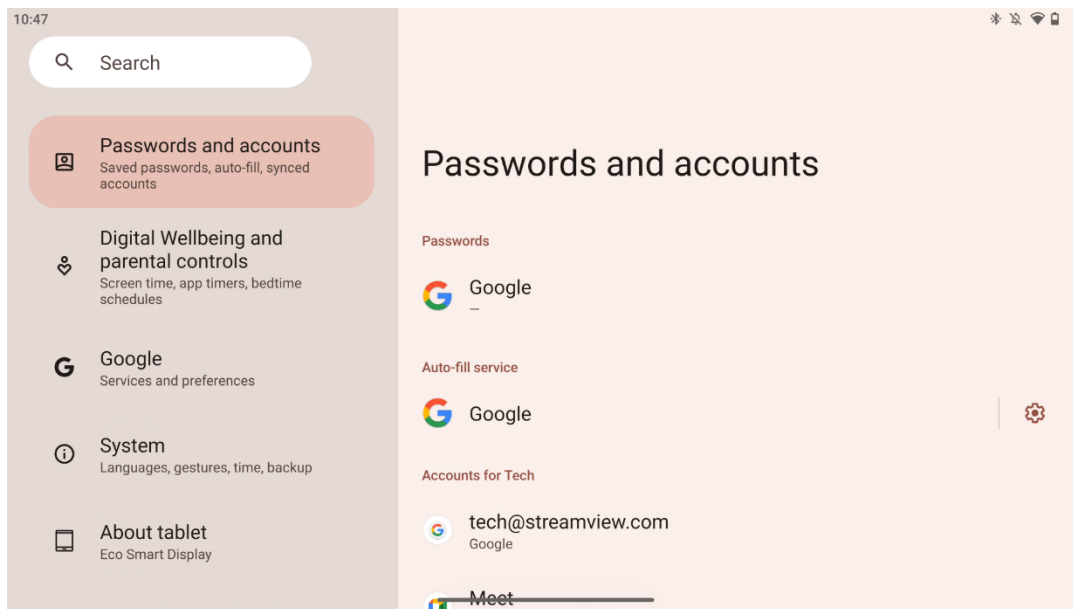 10:47
Search
Passwords and accounts
Saved passwords, auto-fill, synced
accounts
Digital Wellbeing and
parental controls
Screen time, app timers, bedtime
schedules
Google
Services and preferences
System
Languages, gestures, time, backup
About tablet
Eco Smart Display
Passwords and accounts
Passwords
Google
—
Auto-fill service
Google
Accounts for Tech
tech@streamview.com
Google
Meet